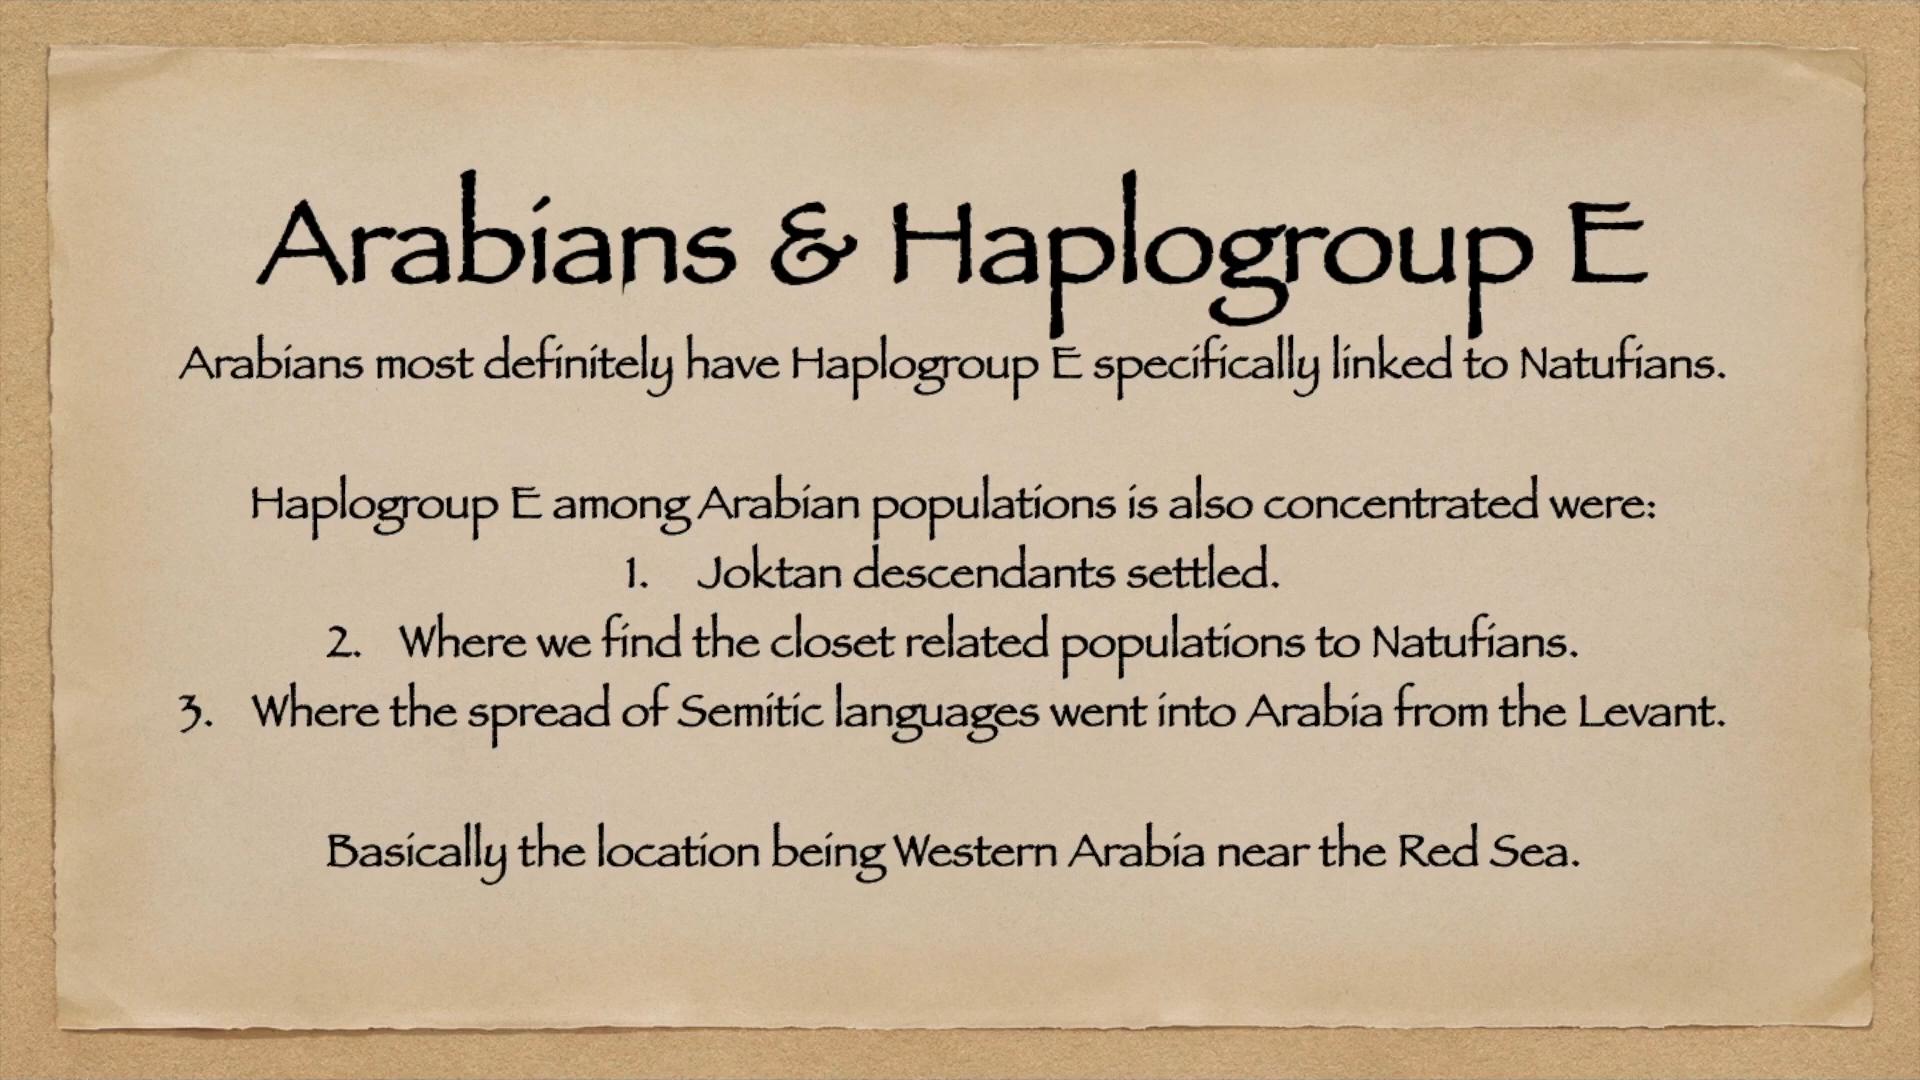 Arabians & Haplogroup E
Arabians most definitely have Haplogroup E specifically linked to Natufians.
Haplogroup E among Arabian populations is also concentrated were:
1. Joktan descendants settled.
2. Where we find the closet related populations to Natufians.
3. Where the spread of Semitic languages went into Arabia from the Levant.
Basically the location being Western Arabia near the Red Sea.